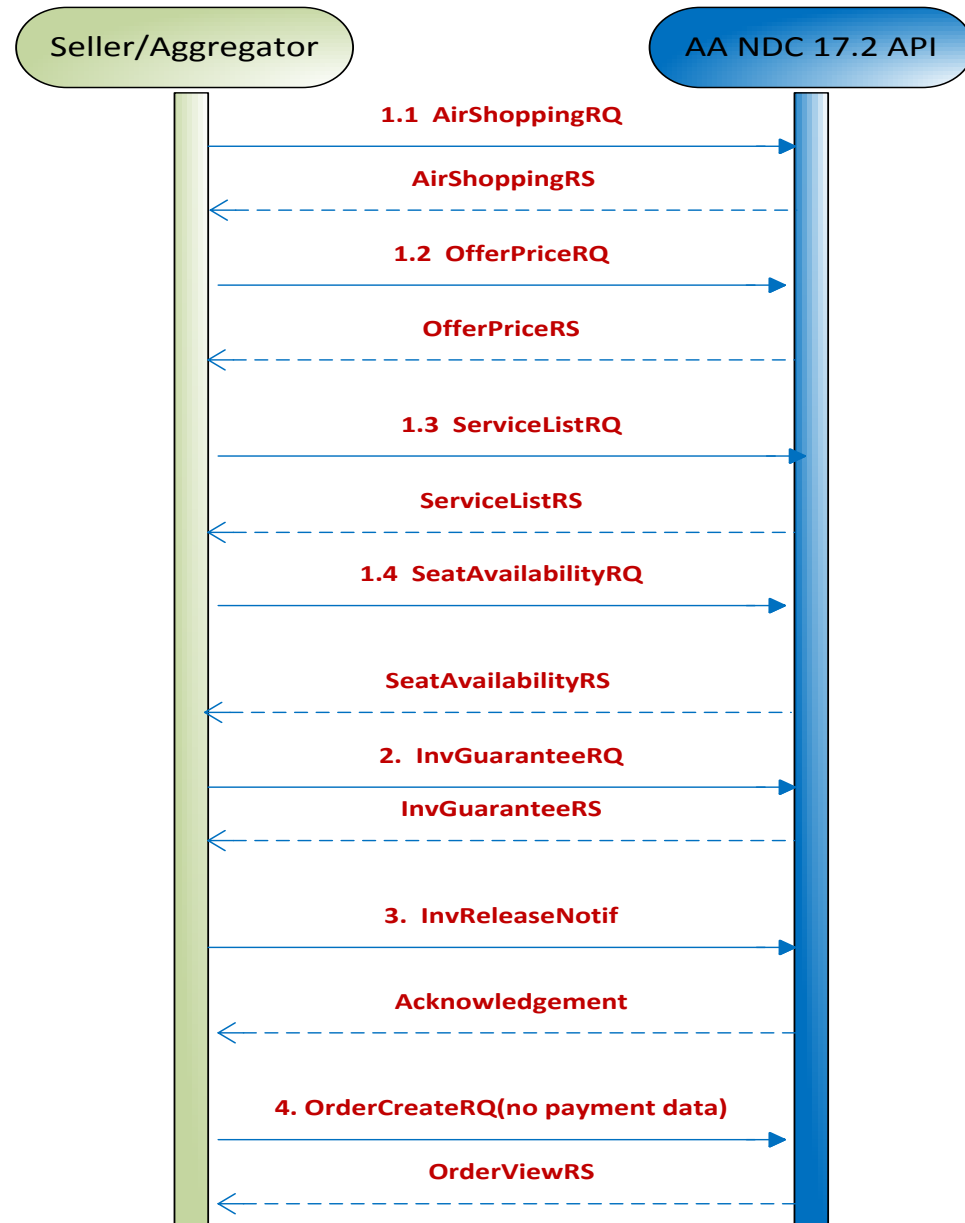 Seller/Aggregator
AA NDC 17.2 API
1.1 AirShoppingRQ
AirShoppingRS
1.2 OfferPriceRQ
OfferPriceRS
1.3 ServiceListRQ
ServiceListRS
1.4 SeatAvailabilityRQ
SeatAvailabilityRS
2. InvGuaranteeRQ
InvGuaranteeRS
3. InvReleaseNotif
Acknowledgement
4. OrderCreateRQ(no payment data)
OrderViewRS